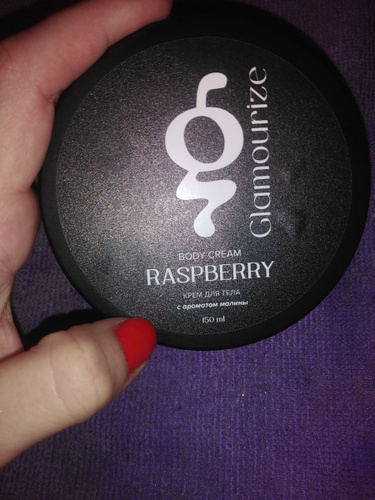 g
Glamourize
BODY CREAM
RASPBERRY
КРЕМ ДЛЯ ТЕЛА
с ароматом малины
150 ml